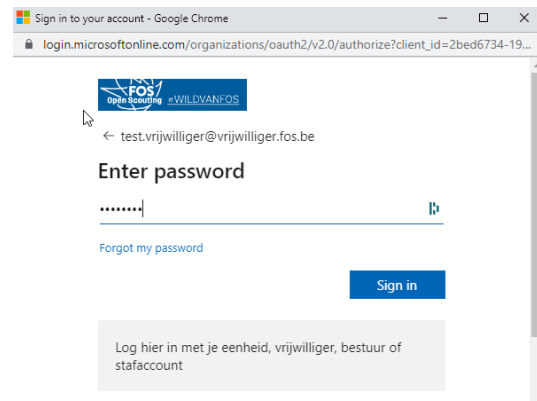 Sign in to your account - Google Chrome
login.microsoftonline.com/organizations/oauth2/v2.0/authorize?client_id=2bed6734-19...
FOS
Open Scouting #WILDVANFOS
← test.vrijwilliger@vrijwilliger.fos.be
Enter password
••••••••
Forgot my password
Sign in
Log hier in met je eenheid, vrijwilliger, bestuur of
stafaccount